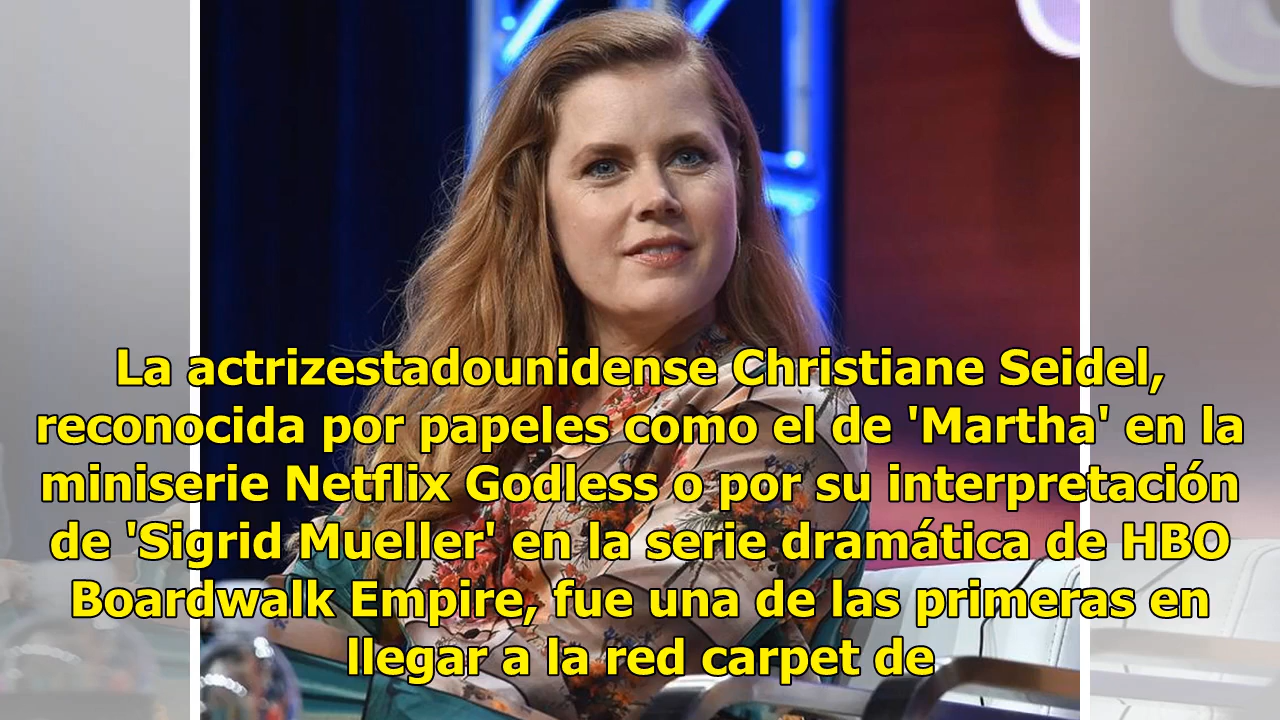 La actrizestadounidense Christiane Seidel,
reconocida por papeles como el de 'Martha' en la
miniserie Netflix Godless o por su interpretación
de 'Sigrid Mueller' en la serie dramática de HBO
Boardwalk Empire, fue una de las primeras en
llegar a la red carpet de